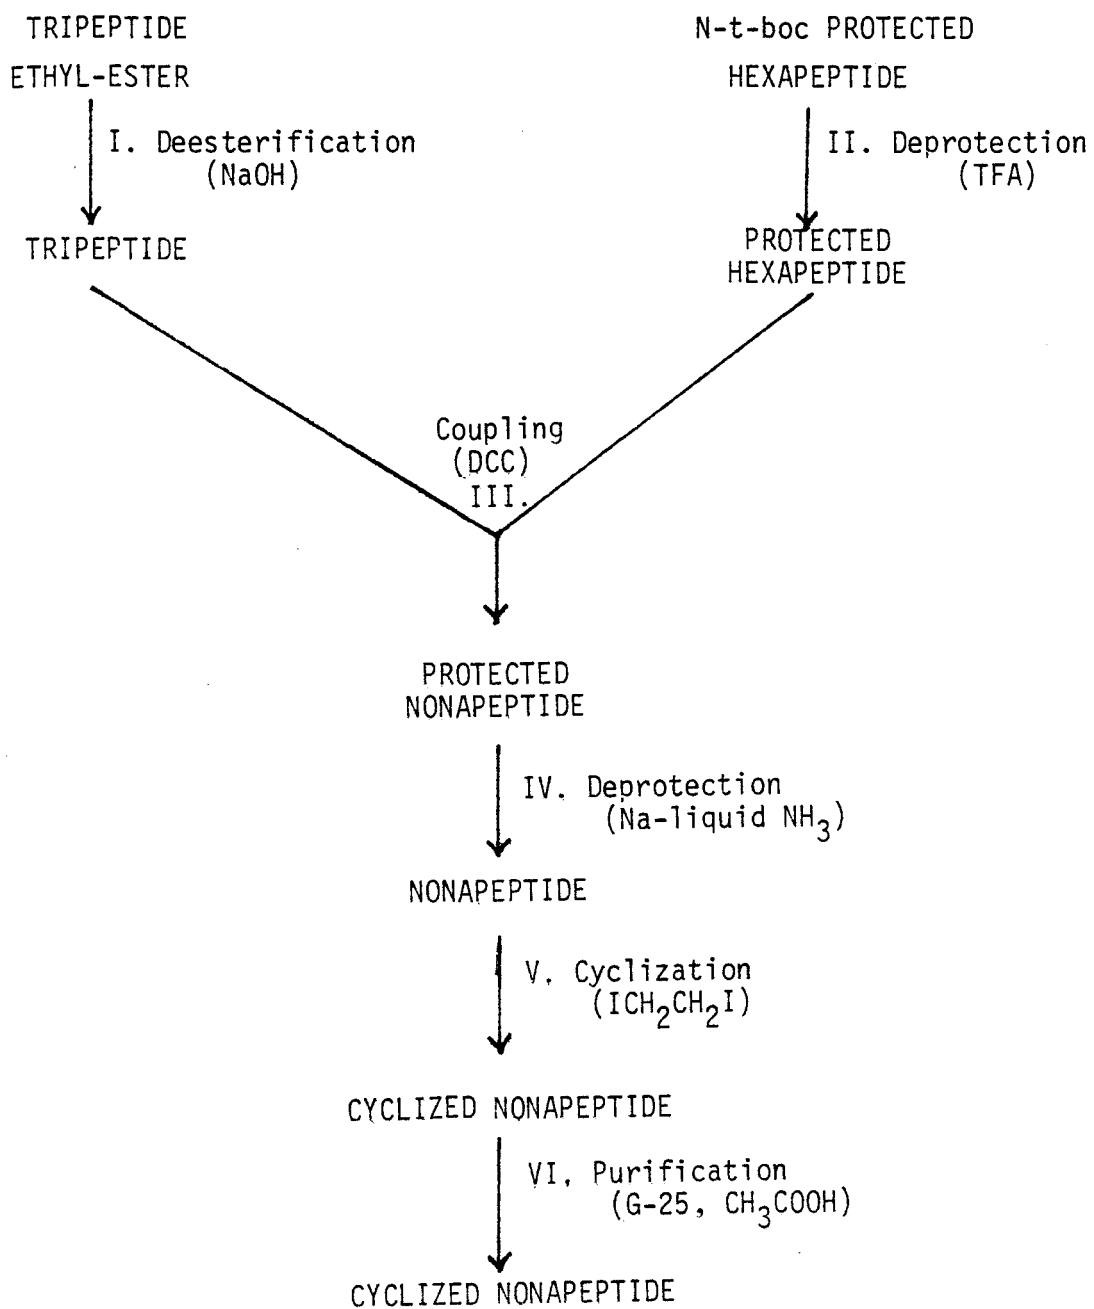 TRIPEPTIDE
ETHYL-ESTER
I. Deesterification
(NaOH)
TRIPEPTIDE
N-t-boc PROTECTED
HEXAPEPTIDE
II. Deprotection
(TFA)
PROTECTED
HEXAPEPTIDE
Coupling
(DCC)
III.
PROTECTED
NONAPEPTIDE
IV. Deprotection
(Na-liquid NH3)
NONAPEPTIDE
V. Cyclization
(ICH2CH2I)
CYCLIZED NONAPEPTIDE
VI. Purification
(G-25, CH3COOH)
CYCLIZED NONAPEPTIDE